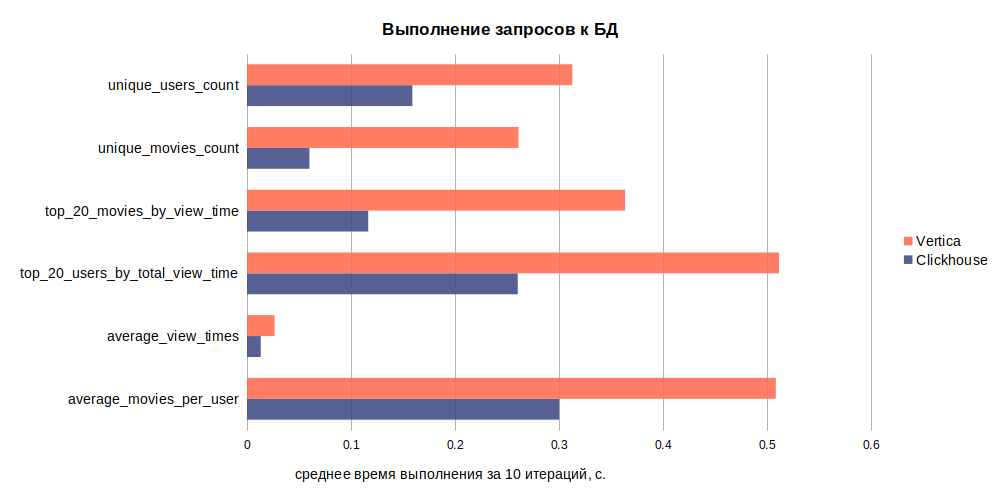 Выполнение запросов к БД
unique_users_count
unique_movies_count
top_20_movies_by_view_time
top_20_users_by_total_view_time
average_view_times
average_movies_per_user
Vertica
Clickhouse
0 0.1 0.2 0.3 0.4 0.5 0.6
среднее время выполнения за 10 итераций, с.